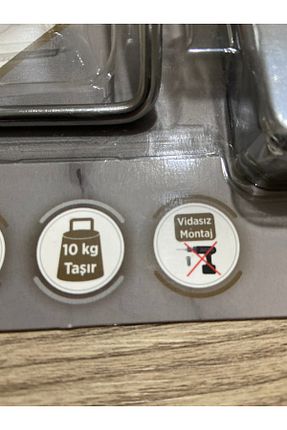 10 kg
Taşır
Vidasız
Montaj